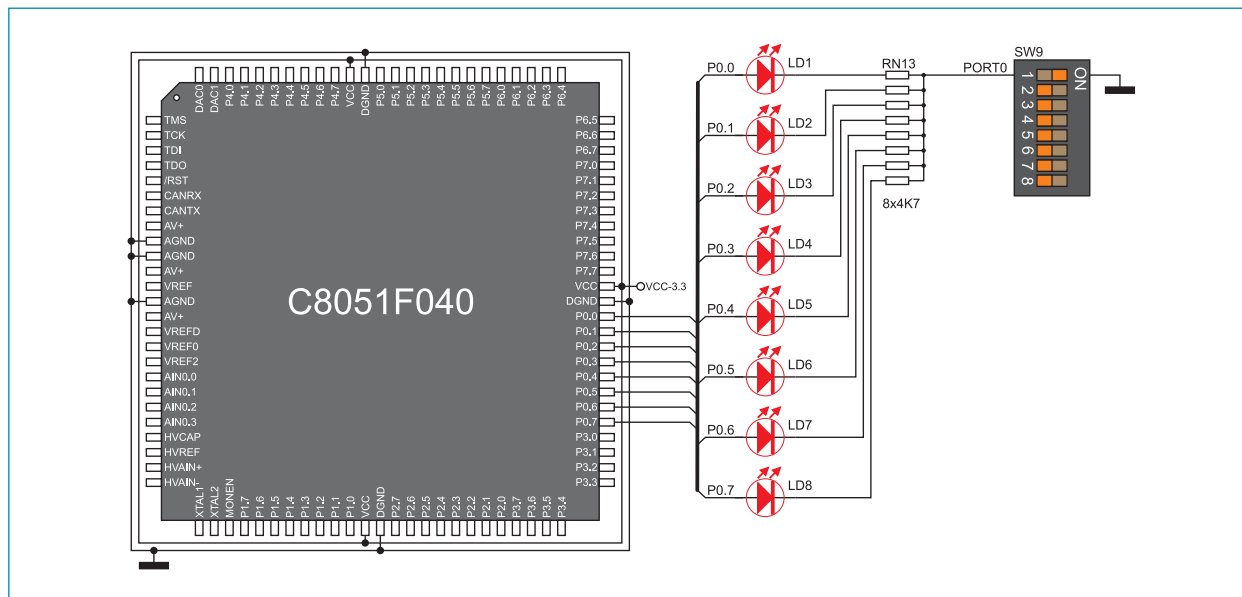 DAC0
DAC1
P4.0
P4.1
P4.2
P4.3
P4.4
P4.5
P4.6
P4.7
VCC
DGND
P5.0
P5.1
P5.2
P5.3
P5.4
P5.5
P5.6
P5.7
P6.0
P6.1
P6.2
P6.3
P6.4
TMS
TCK
TDI
TDO
/RST
CANRX
CANTX
AV+
AGND
AGND
AV+
VREF
AGND
AV+
VREFD
VREF0
VREF2
AIN0.0
AIN0.1
AIN0.2
AIN0.3
HVCAP
HVREF
HVAIN+
HVAIN-
C8051F040
P6.5
P6.6
P6.7
P7.0
P7.1
P7.2
P7.3
P7.4
P7.5
P7.6
P7.7
VCC
DGND
P0.0
P0.1
P0.2
P0.3
P0.4
P0.5
P0.6
P0.7
P3.0
P3.1
P3.2
P3.3
XTAL1
XTAL2
MONEN
P1.7
P1.6
P1.5
P1.4
P1.3
P1.2
P1.1
P1.0
VCC
DGND
P2.7
P2.6
P2.5
P2.4
P2.3
P2.2
P2.1
P2.0
P3.7
P3.6
P3.5
P3.4
VCC-3.3
P0.0
LD1
P0.1
LD2
P0.2
LD3
P0.3
LD4
P0.4
LD5
P0.5
LD6
P0.6
LD7
P0.7
LD8
RN13
8x4K7
PORT0
SW9
ON
1
2
3
4
5
6
7
8